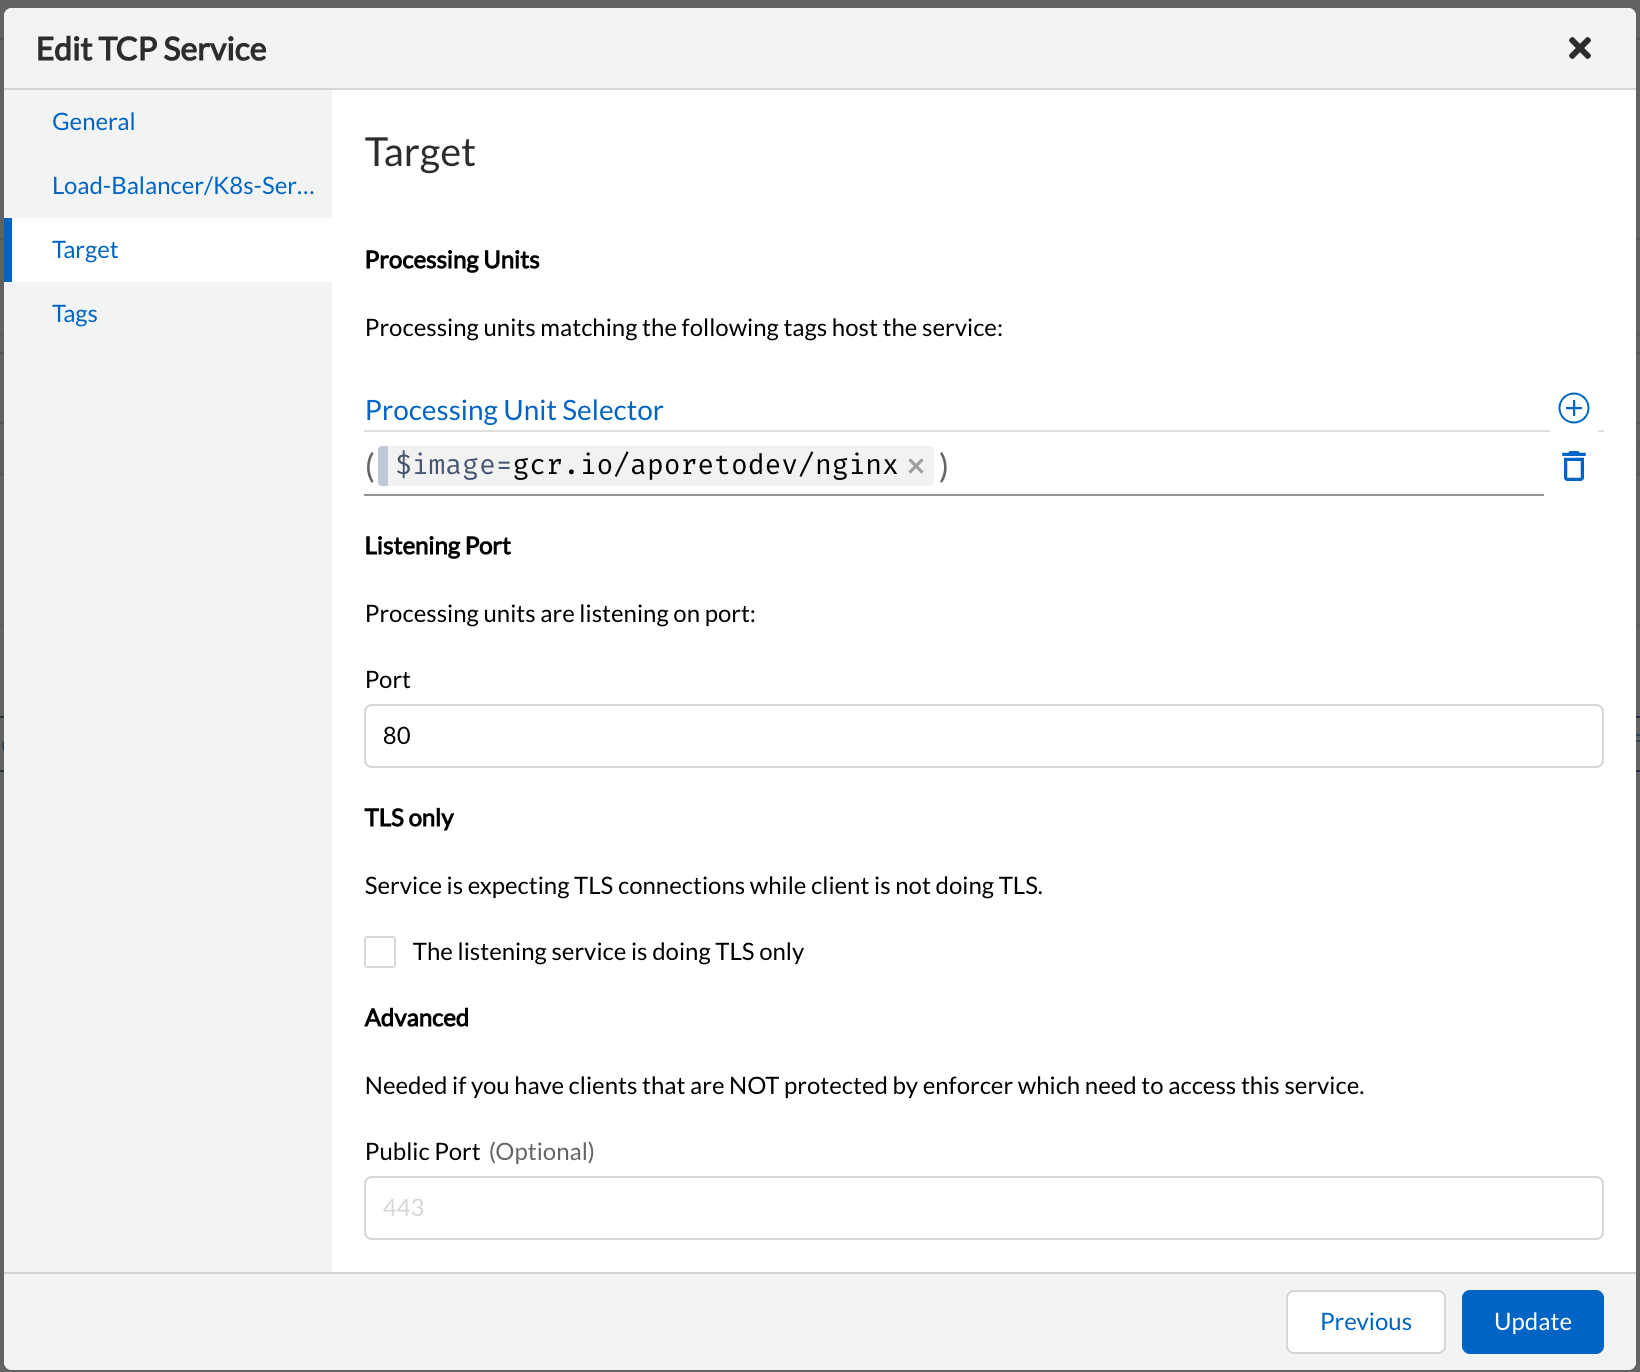 Edit TCP Service
General
Load-Balancer/K8s-Ser...
Target
Tags
Target
Processing Units
Processing units matching the following tags host the service:
Processing Unit Selector
( $image=gcr.io/aporetodev/nginx × )
Listening Port
Processing units are listening on port:
Port
80
TLS only
Service is expecting TLS connections while client is not doing TLS.
The listening service is doing TLS only
Advanced
Needed if you have clients that are NOT protected by enforcer which need to access this service.
Public Port (Optional)
443
Previous
Update